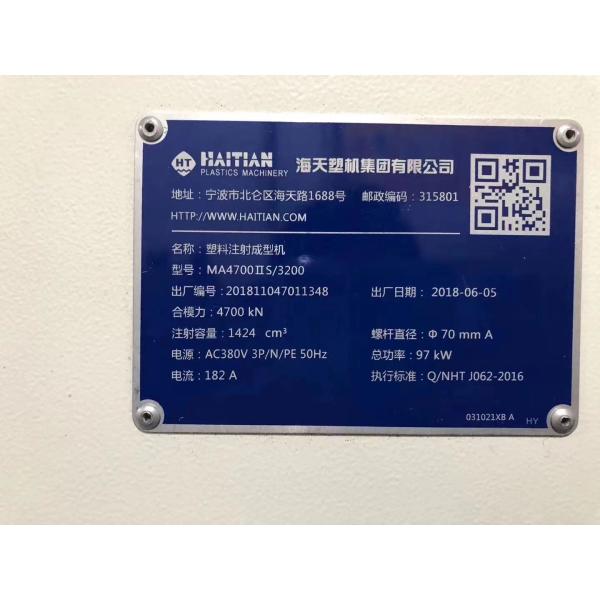 HT HAITIAN 海天塑机集团有限公司
PLASTICS MACHINERY
地址：宁波市北仑区海天路1688号 邮政编码：315801
HTTP://WWW.HAITIAN.COM
名称：塑料注射成型机
型号：MA4700ⅡS/3200
出厂编号：201811047011348 出厂日期：2018-06-05
合模力：4700 kN
注射容量：1424 cm³ 螺杆直径：Φ 70 mm A
电源：AC380V 3P/N/PE 50Hz 总功率：97 kW
电流：182 A 执行标准：Q/NHT J062-2016
031021XB A HY